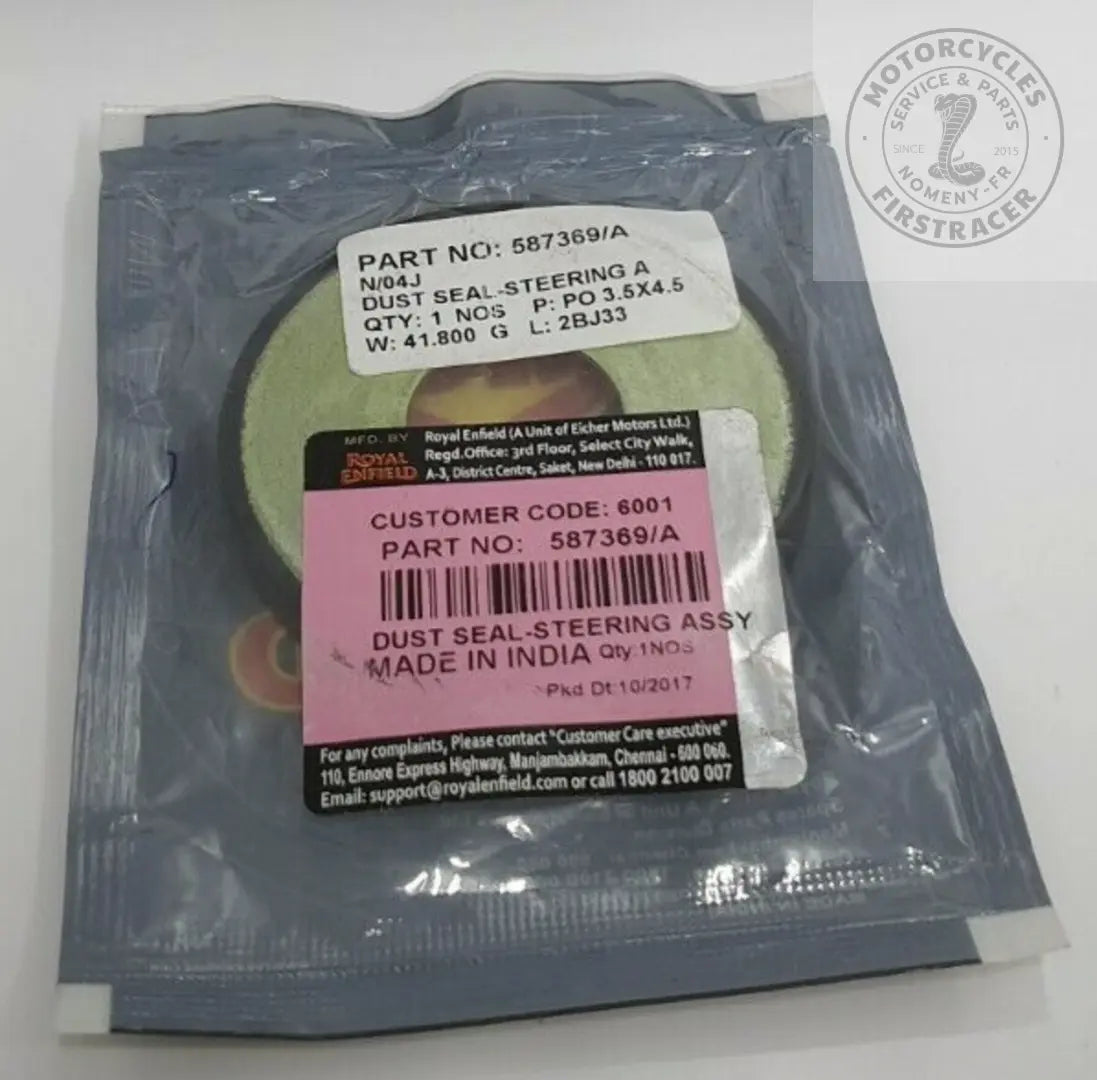 MOTORCYCLES
SERVICE & PARTS
SINCE 2015
NOMENY-FR
FIRSTRACER
PART NO: 587369/A
N/04J
DUST SEAL-STEERING A
QTY: 1 NOS P: PO 3.5X4.5
W: 41.800 G L: 2BJ33
MFD. BY
ROYAL
ENFIELD
Royal Enfield (A Unit of Eicher Motors Ltd.)
Regd.Office: 3rd Floor, Select City Walk,
A-3, District Centre, Saket, New Delhi - 110 017.
CUSTOMER CODE: 6001
PART NO: 587369/A
DUST SEAL-STEERING ASSY
MADE IN INDIA Qty:1NOS
Pkd Dt:10/2017
For any complaints, Please contact "Customer Care executive"
110, Ennore Express Highway, Manjambakkam, Chennai - 600 060.
Email: support@royalenfield.com or call 1800 2100 007